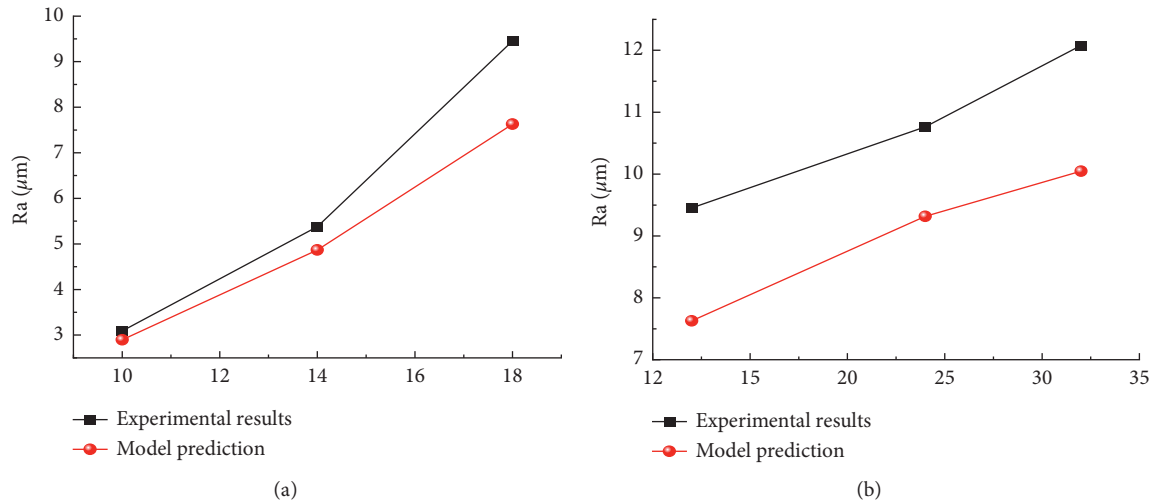 10
9
8
7
6
5
4
3
Ra (μm)
10 12 14 16 18
Experimental results
Model prediction
(a)
12
11
10
9
8
7
Ra (μm)
12 15 20 25 30 35
Experimental results
Model prediction
(b)